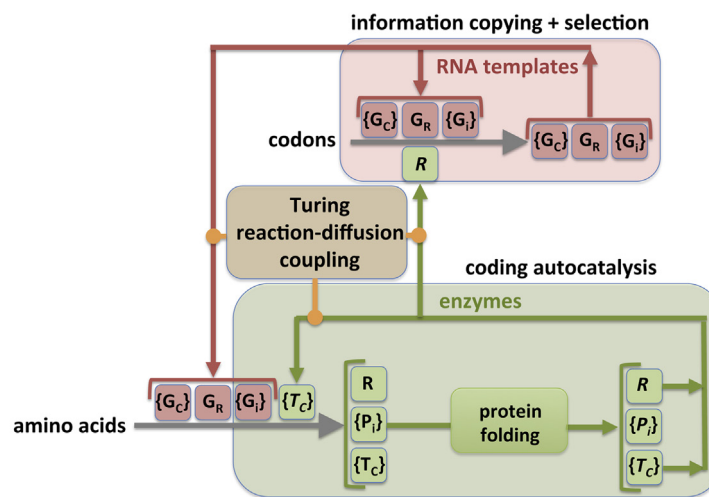 information copying + selection
RNA templates
{G_C} G_R {G_i}
codons
{G_C} G_R {G_i}
R
Turing
reaction-diffusion
coupling
coding autocatalysis
enzymes
{G_C} G_R {G_i} {T_C}
amino acids
R
{P_i}
{T_C}
protein
folding
R
{P_i}
{T_C}